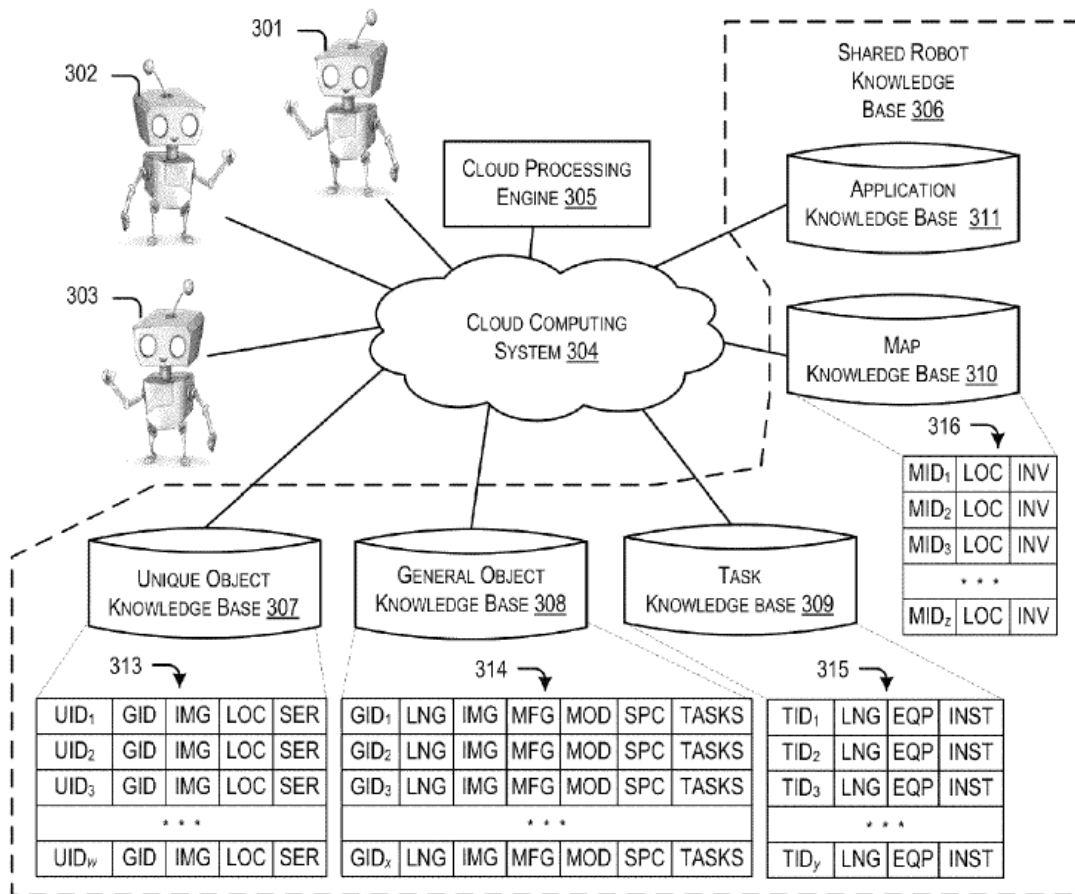 301
302
303
SHARED ROBOT
KNOWLEDGE
BASE 306
CLOUD PROCESSING
ENGINE 305
APPLICATION
KNOWLEDGE BASE 311
CLOUD COMPUTING
SYSTEM 304
MAP
KNOWLEDGE BASE 310
316
MID₁ LOC INV
MID₂ LOC INV
MID₃ LOC INV
* * *
MIDz LOC INV
UNIQUE OBJECT
KNOWLEDGE BASE 307
GENERAL OBJECT
KNOWLEDGE BASE 308
TASK
KNOWLEDGE BASE 309
313
UID₁ GID IMG LOC SER
UID₂ GID IMG LOC SER
UID₃ GID IMG LOC SER
* * *
UIDw GID IMG LOC SER
314
GID₁ LNG IMG MFG MOD SPC TASKS
GID₂ LNG IMG MFG MOD SPC TASKS
GID₃ LNG IMG MFG MOD SPC TASKS
* * *
GIDx LNG IMG MFG MOD SPC TASKS
315
TID₁ LNG EQP INST
TID₂ LNG EQP INST
TID₃ LNG EQP INST
* * *
TIDy LNG EQP INST